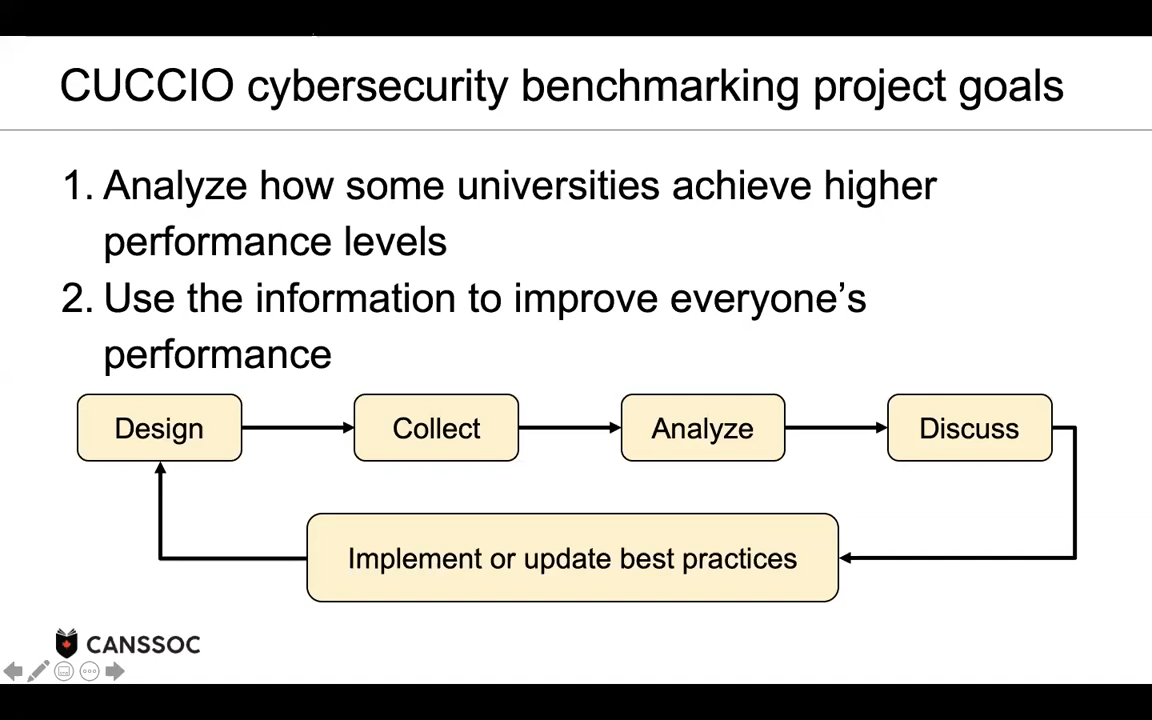 CUCCIO cybersecurity benchmarking project goals
1. Analyze how some universities achieve higher
performance levels
2. Use the information to improve everyone’s
performance
Design
Collect
Analyze
Discuss
Implement or update best practices
CANSSOC